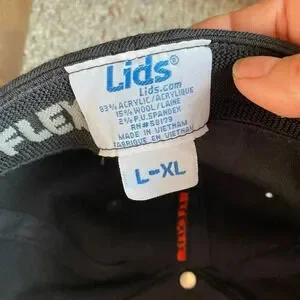 Lids®
Lids.com
83% ACRYLIC/ACRYLIQUE
15% WOOL/LAINE
2% P.U. SPANDEX
MADE IN VIETNAM
FABRIQUE EN VIETNAM
L-XL
FLEX